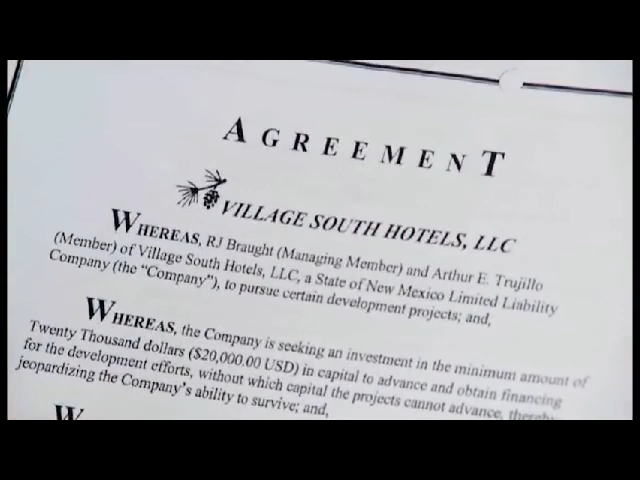 AGREEMENT
VILLAGE SOUTH HOTELS, LLC
WHEREAS, RJ Braught (Managing Member) and Arthur E. Trujillo
(Member) of Village South Hotels, LLC, a State of New Mexico Limited Liability
Company (the “Company”), to pursue certain development projects; and,
WHEREAS, the Company is seeking an investment in the minimum amount of
Twenty Thousand dollars ($20,000.00 USD) in capital to advance and obtain financing
for the development efforts, without which capital the projects cannot advance,
jeopardizing the Company’s ability to survive; and,
W